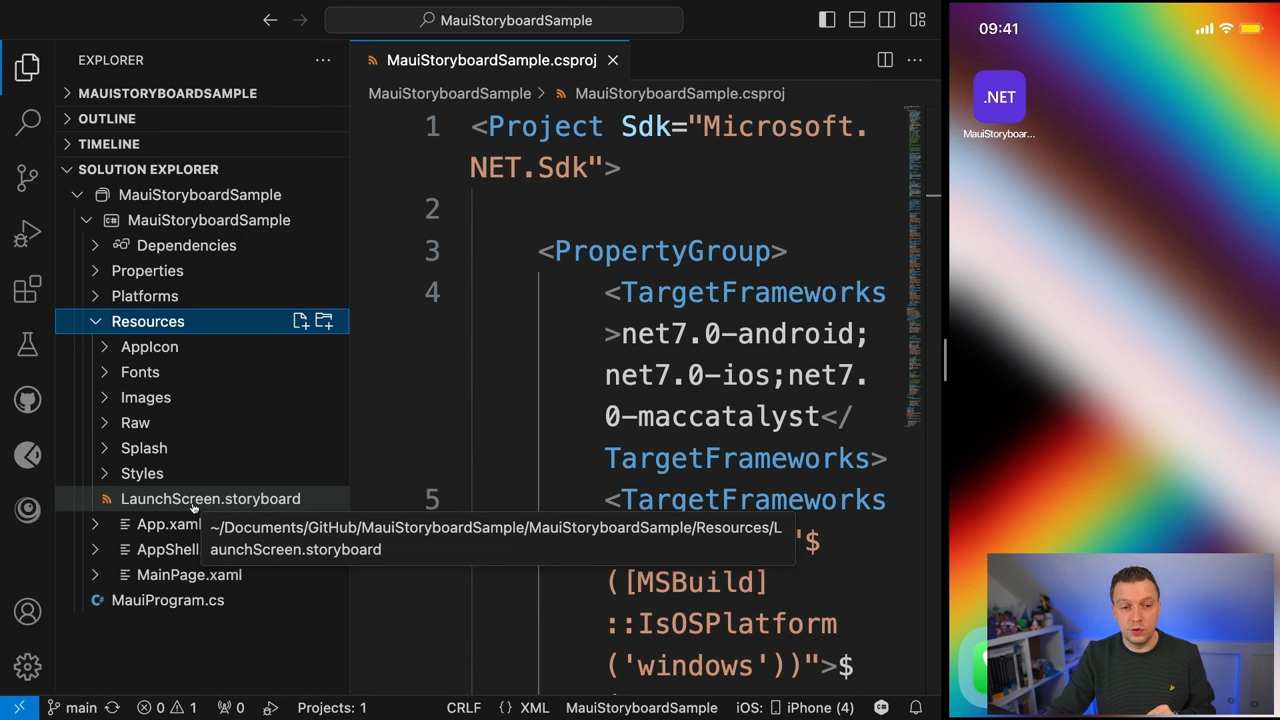 MauiStoryboardSample
09:41
EXPLORER
MauiStoryboardSample.csproj
.NET
MauiStoryboar...
MAUISTORYBOARDSAMPLE
MauiStoryboardSample > MauiStoryboardSample.csproj
OUTLINE
TIMELINE
SOLUTION EXPLORER
MauiStoryboardSample
MauiStoryboardSample
Dependencies
Properties
Platforms
Resources
AppIcon
Fonts
Images
Raw
Splash
Styles
LaunchScreen.storyboard
App.xaml
AppShell
MainPage.xaml
C# MauiProgram.cs
~/Documents/GitHub/MauiStoryboardSample/MauiStoryboardSample/Resources/L
aunchScreen.storyboard
1 <Project Sdk="Microsoft.
NET.Sdk">
2
3 <PropertyGroup>
4 <TargetFrameworks
>net7.0-android;
net7.0-ios;net7.
0-maccatalyst</
TargetFrameworks>
5 <TargetFrameworks
'$
([MSBuild]
::IsOSPlatform
('windows'))">$
main 0 1 0 Projects: 1 CRLF {} XML MauiStoryboardSample iOS: iPhone (4)